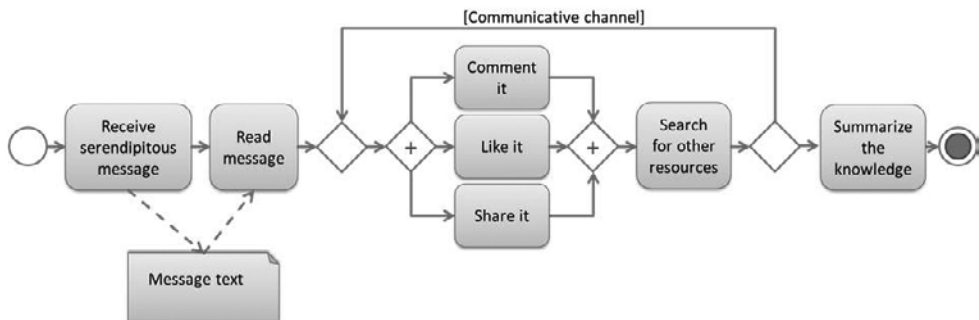 [Communicative channel]
Comment
it
Receive
serendipitous
message
Read
message
+
Like it
+
Search
for other
resources
Summarize
the
knowledge
Share it
Message text